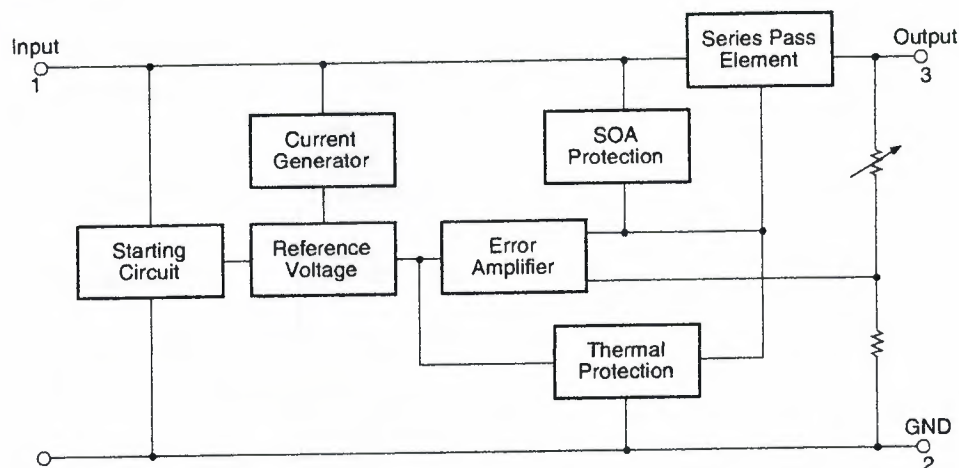 Input
1
Series Pass
Element
Output
3
Current
Generator
SOA
Protection
Starting
Circuit
Reference
Voltage
Error
Amplifier
Thermal
Protection
GND
2